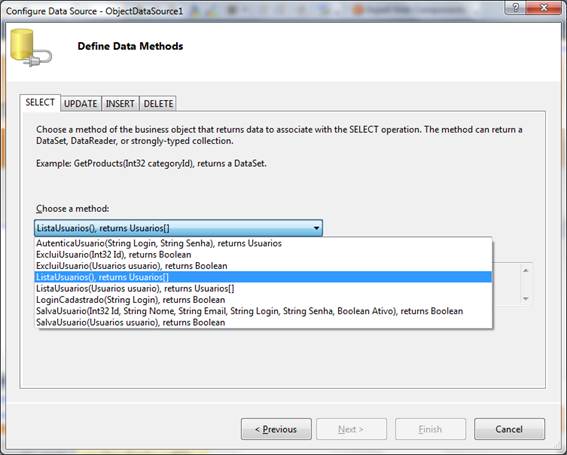 Configure Data Source - ObjectDataSource1
Define Data Methods
SELECT UPDATE INSERT DELETE
Choose a method of the business object that returns data to associate with the SELECT operation. The method can return a
DataSet, DataReader, or strongly-typed collection.
Example: GetProducts(Int32 categoryId), returns a DataSet.
Choose a method:
ListaUsuarios(), returns Usuarios[]
AutenticaUsuario(String Login, String Senha), returns Usuarios
ExcluiUsuario(Int32 Id), returns Boolean
ExcluiUsuario(Usuarios usuario), returns Boolean
ListaUsuarios(), returns Usuarios[]
ListaUsuarios(Usuarios usuario), returns Usuarios[]
LoginCadastrado(String Login), returns Boolean
SalvaUsuario(Int32 Id, String Nome, String Email, String Login, String Senha, Boolean Ativo), returns Boolean
SalvaUsuario(Usuarios usuario), returns Boolean
< Previous Next > Finish Cancel